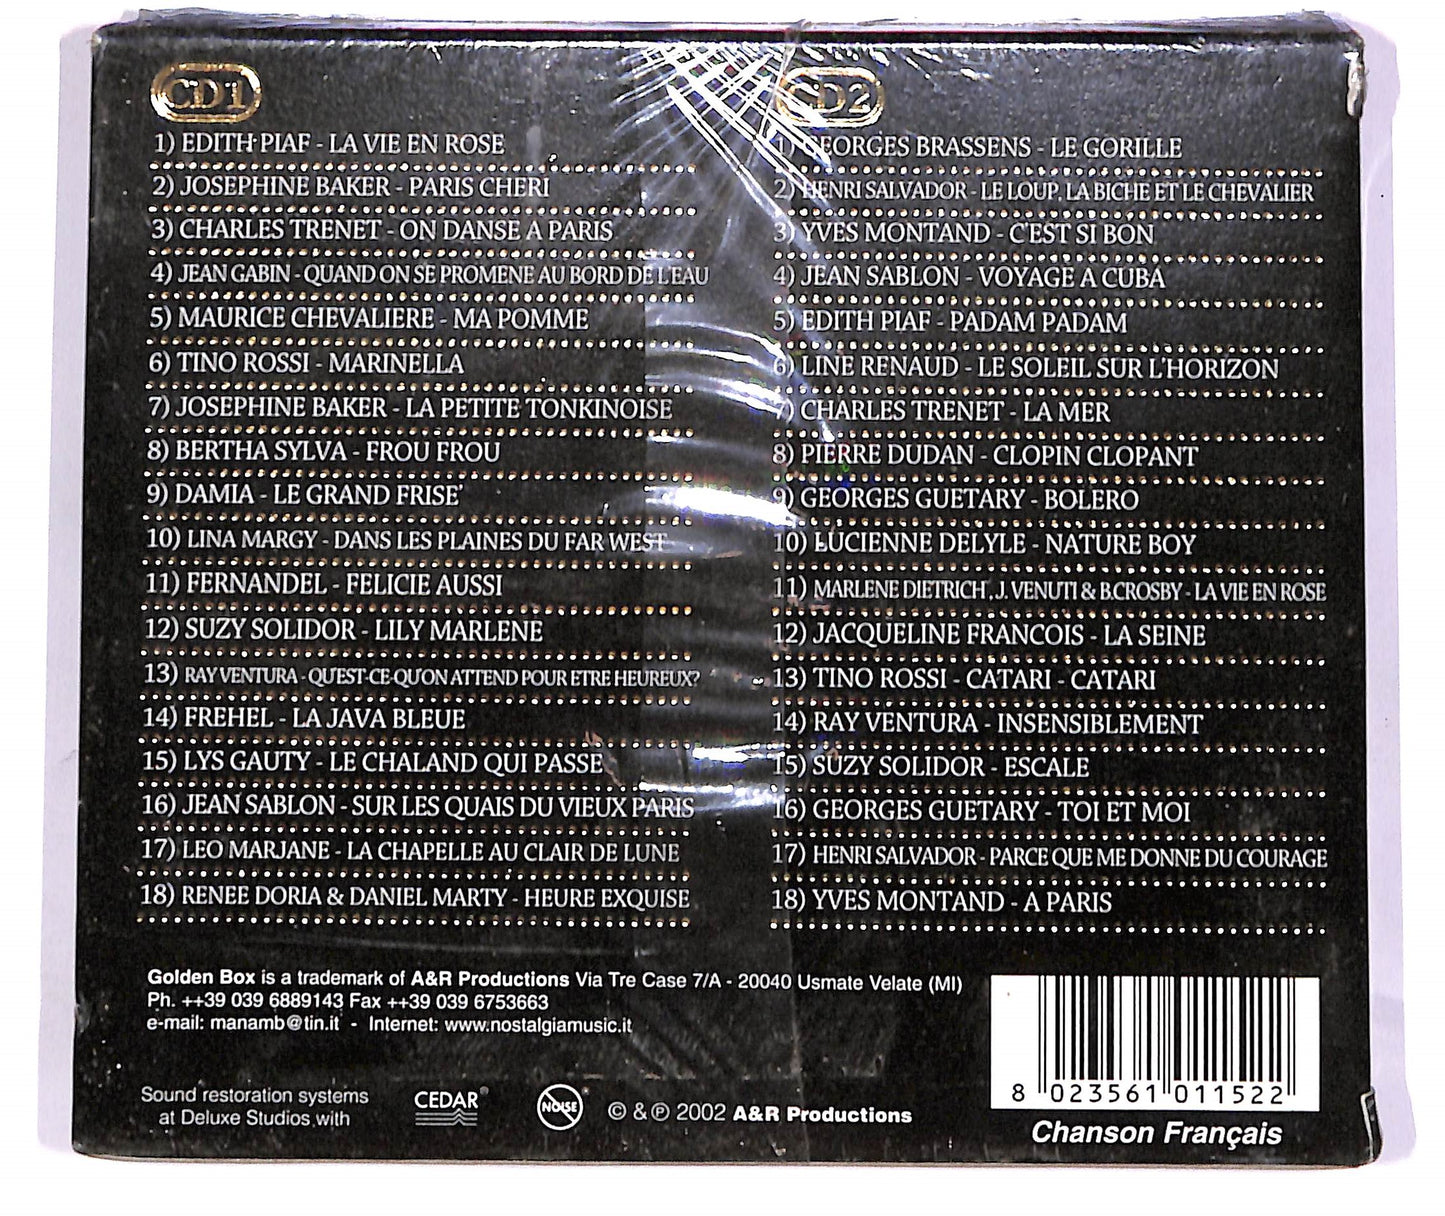 CD 1
1) EDITH PIAF - LA VIE EN ROSE
2) JOSEPHINE BAKER - PARIS CHERI
3) CHARLES TRENET - ON DANSE A PARIS
4) JEAN GABIN - QUAND ON SE PROMENE AU BORD DE L'EAU
5) MAURICE CHEVALIERE - MA POMME
6) TINO ROSSI - MARINELLA
7) JOSEPHINE BAKER - LA PETITE TONKINOISE
8) BERTHA SYLVA - FROU FROU
9) DAMIA - LE GRAND FRISE'
10) LINA MARGY - DANS LES PLAINES DU FAR WEST
11) FERNANDEL - FELICIE AUSSI
12) SUZY SOLIDOR - LILY MARLENE
13) RAY VENTURA - QU'EST-CE-QU'ON ATTEND POUR ETRE HEUREUX?
14) FREHEL - LA JAVA BLEUE
15) LYS GAUTY - LE CHALAND QUI PASSE
16) JEAN SABLON - SUR LES QUAIS DU VIEUX PARIS
17) LEO MARJANE - LA CHAPELLE AU CLAIR DE LUNE
18) RENEE DORIA & DANIEL MARTY - HEURE EXQUISE
CD 2
1) GEORGES BRASSENS - LE GORILLE
2) HENRI SALVADOR - LE LOUP, LA BICHE ET LE CHEVALIER
3) YVES MONTAND - C'EST SI BON
4) JEAN SABLON - VOYAGE A CUBA
5) EDITH PIAF - PADAM PADAM
6) LINE RENAUD - LE SOLEIL SUR L'HORIZON
7) CHARLES TRENET - LA MER
8) PIERRE DUDAN - CLOPIN CLOPANT
9) GEORGES GUETARY - BOLERO
10) LUCIENNE DELYLE - NATURE BOY
11) MARLENE DIETRICH, J. VENUTI & B.CROSBY - LA VIE EN ROSE
12) JACQUELINE FRANCOIS - LA SEINE
13) TINO ROSSI - CATARI - CATARI
14) RAY VENTURA - INSENSIBLEMENT
15) SUZY SOLIDOR - ESCALE
16) GEORGES GUETARY - TOI ET MOI
17) HENRI SALVADOR - PARCE QUE ME DONNE DU COURAGE
18) YVES MONTAND - A PARIS
Golden Box is a trademark of A&R Productions Via Tre Case 7/A - 20040 Usmate Velate (MI)
Ph. ++39 039 6889143 Fax ++39 039 6753663
e-mail: manamb@tin.it - Internet: www.nostalgiamusic.it
Sound restoration systems
at Deluxe Studios with
CEDAR®
NOISE
© & ℗ 2002 A&R Productions
8 023561 011522
Chanson Français